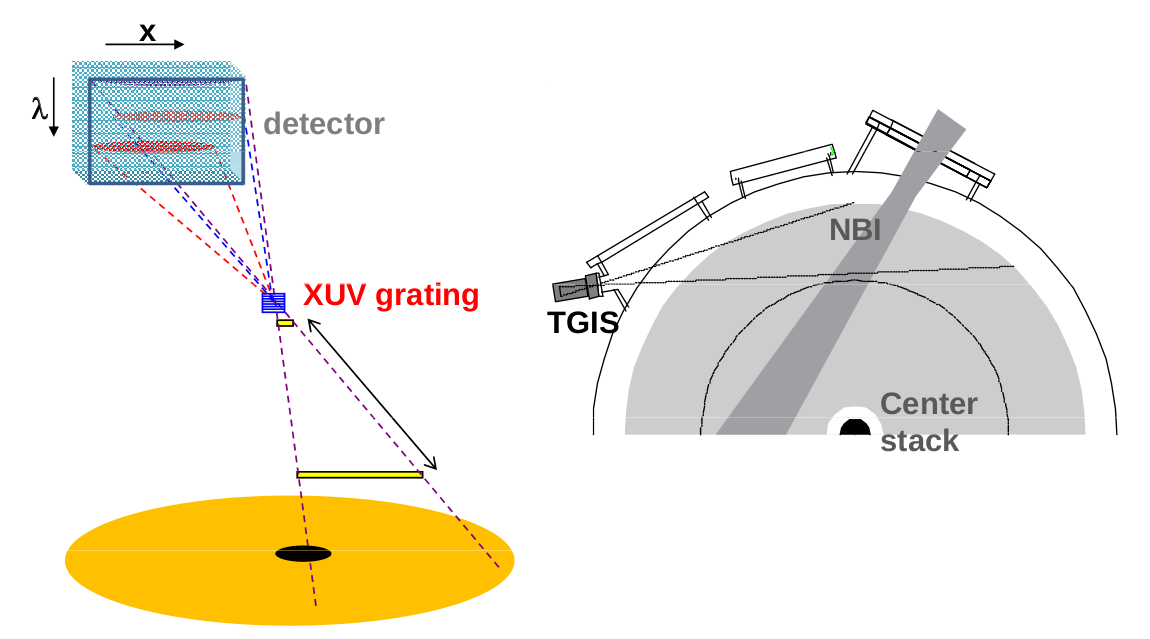 x
λ
detector
XUV grating
NBI
TGIS
Center
stack